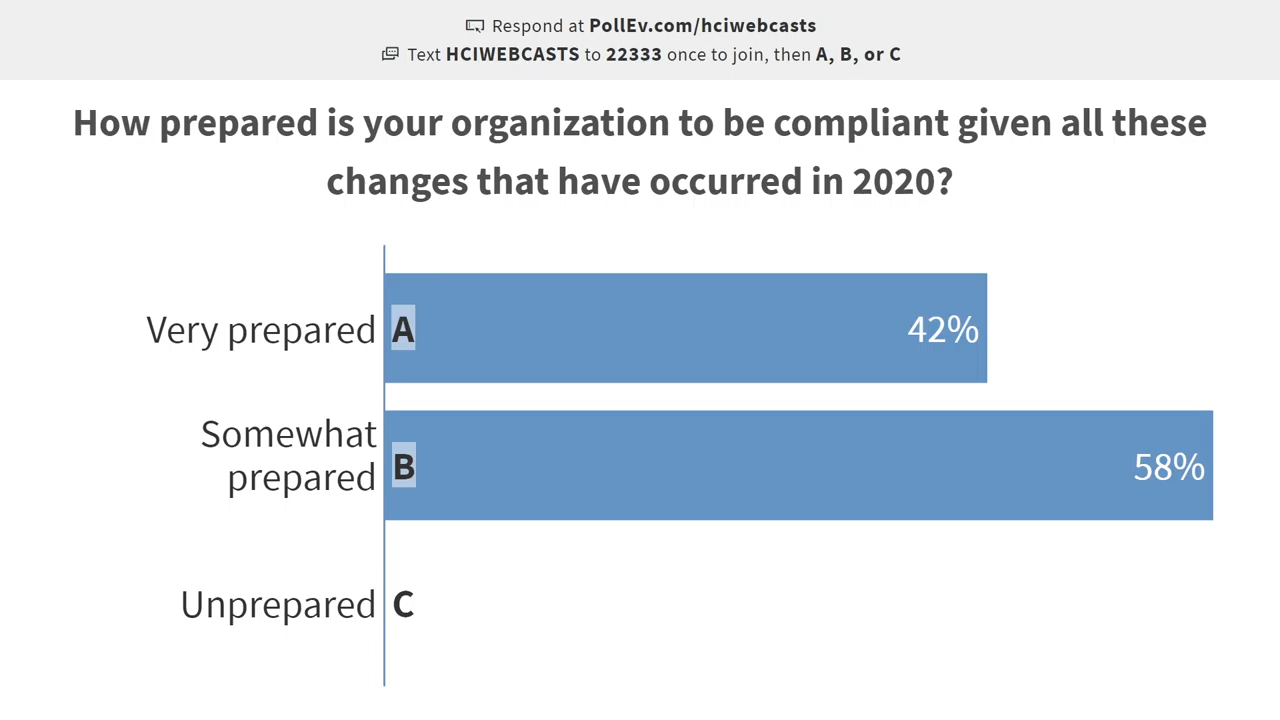 Respond at PollEv.com/hciwebcasts
Text HCIWEBCASTS to 22333 once to join, then A, B, or C
How prepared is your organization to be compliant given all these
changes that have occurred in 2020?
Very prepared A 42%
Somewhat
prepared B 58%
Unprepared C